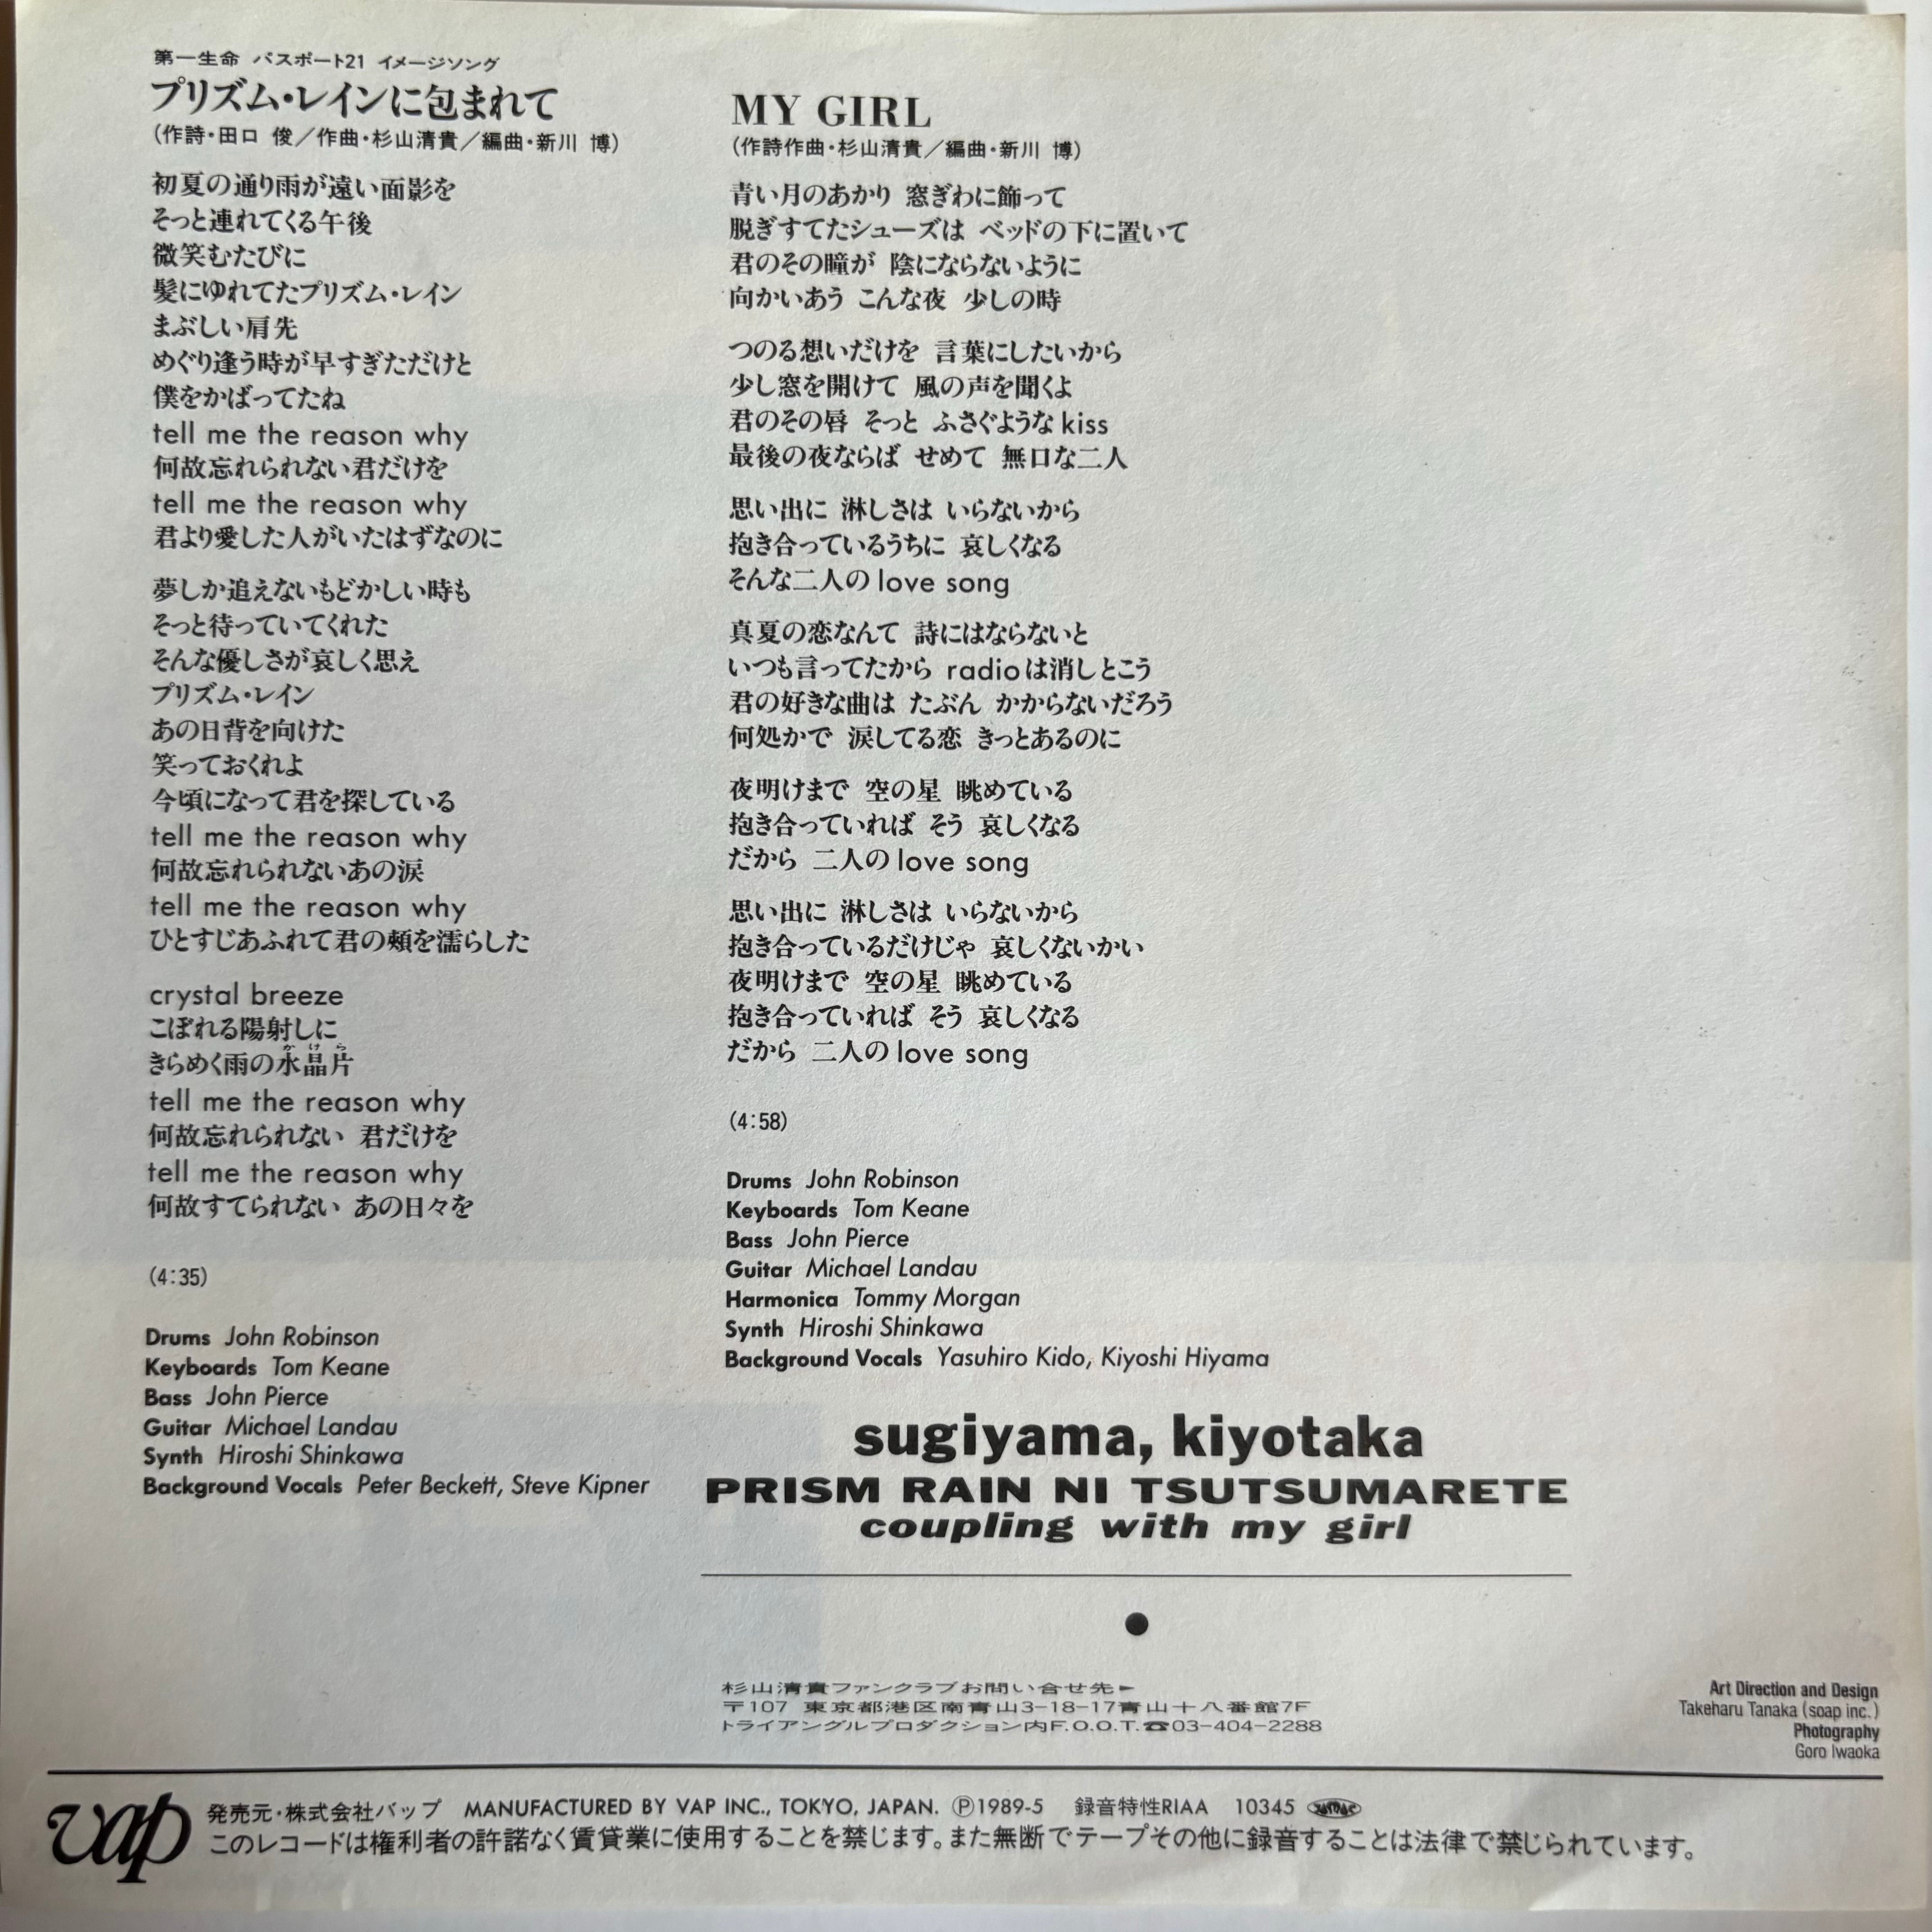 第一生命 パスポート21 イメージソング
プリズム・レインに包まれて
(作詩・田口 俊／作曲・杉山清貴／編曲・新川 博)
初夏の通り雨が遠い面影を
そっと連れてくる午後
微笑むたびに
髪にゆれてたプリズム・レイン
まぶしい肩先
めぐり逢う時が早すぎただけと
僕をかばってたね
tell me the reason why
何故忘れられない君だけを
tell me the reason why
君より愛した人がいたはずなのに
夢しか追えないもどかしい時も
そっと待っていてくれた
そんな優しさが哀しく思え
プリズム・レイン
あの日背を向けた
笑っておくれよ
今頃になって君を探している
tell me the reason why
何故忘れられないあの涙
tell me the reason why
ひとすじあふれて君の頬を濡らした
crystal breeze
こぼれる陽射しに
かけら
きらめく雨の水晶片
tell me the reason why
何故忘れられない 君だけを
tell me the reason why
何故すてられない あの日々を
(4:35)
Drums John Robinson
Keyboards Tom Keane
Bass John Pierce
Guitar Michael Landau
Synth Hiroshi Shinkawa
Background Vocals Peter Beckett, Steve Kipner
MY GIRL
(作詩作曲・杉山清貴／編曲・新川 博)
青い月のあかり 窓ぎわに飾って
脱ぎすてたシューズは ベッドの下に置いて
君のその瞳が 陰にならないように
向かいあう こんな夜 少しの時
つのる想いだけを 言葉にしたいから
少し窓を開けて 風の声を聞くよ
君のその唇 そっと ふさぐようなkiss
最後の夜ならば せめて 無口な二人
思い出に 淋しさは いらないから
抱き合っているうちに 哀しくなる
そんな二人のlove song
真夏の恋なんて 詩にはならないと
いつも言ってたから radioは消しとこう
君の好きな曲は たぶん かからないだろう
何処かで 涙してる恋 きっとあるのに
夜明けまで 空の星 眺めている
抱き合っていれば そう 哀しくなる
だから 二人のlove song
思い出に 淋しさは いらないから
抱き合っているだけじゃ 哀しくないかい
夜明けまで 空の星 眺めている
抱き合っていれば そう 哀しくなる
だから 二人のlove song
(4:58)
Drums John Robinson
Keyboards Tom Keane
Bass John Pierce
Guitar Michael Landau
Harmonica Tommy Morgan
Synth Hiroshi Shinkawa
Background Vocals Yasuhiro Kido, Kiyoshi Hiyama
sugiyama, kiyotaka
PRISM RAIN NI TSUTSUMARETE
coupling with my girl
杉山清貴ファンクラブお問い合せ先►
〒107 東京都港区南青山3-18-17青山十八番館7F
トライアングルプロダクション内F.O.O.T.☎03-404-2288
Art Direction and Design
Takeharu Tanaka (soap inc.)
Photography
Goro Iwaoka
vap
発売元・株式会社バップ MANUFACTURED BY VAP INC., TOKYO, JAPAN. Ⓟ1989-5 録音特性RIAA 10345
このレコードは権利者の許諾なく賃貸業に使用することを禁じます。また無断でテープその他に録音することは法律で禁じられています。